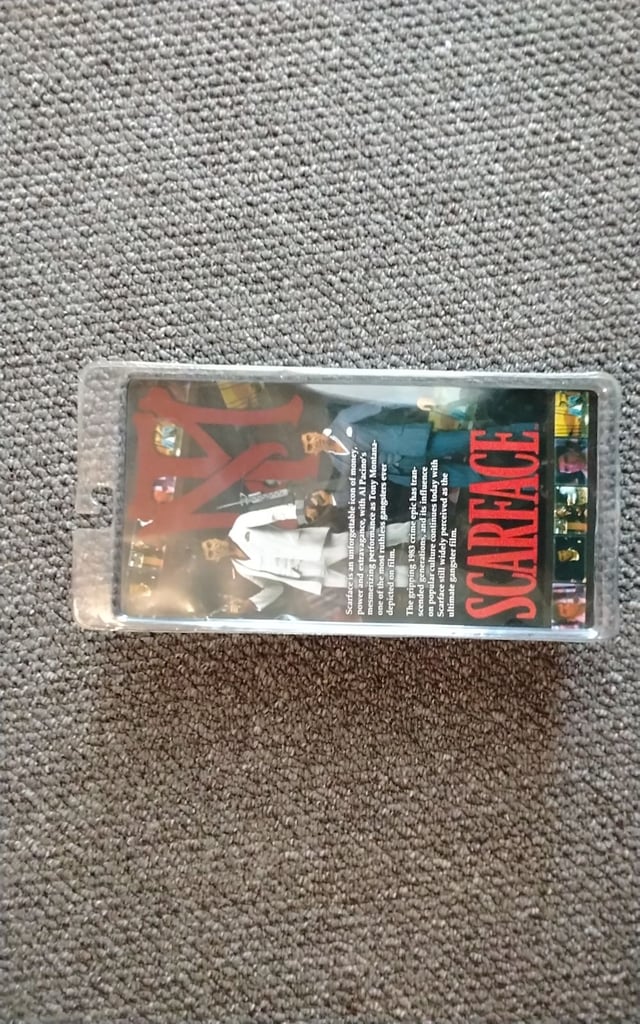 TM
Scarface is an unforgettable icon of money,
power and extravagance, with Al Pacino's
mesmerizing performance as Tony Montana-
one of the most ruthless gangsters ever
depicted on film.
The gripping 1983 crime epic has tran-
scended generations, and its influence
on popular culture continues today with
Scarface still widely perceived as the
ultimate gangster film.
SCARFACE